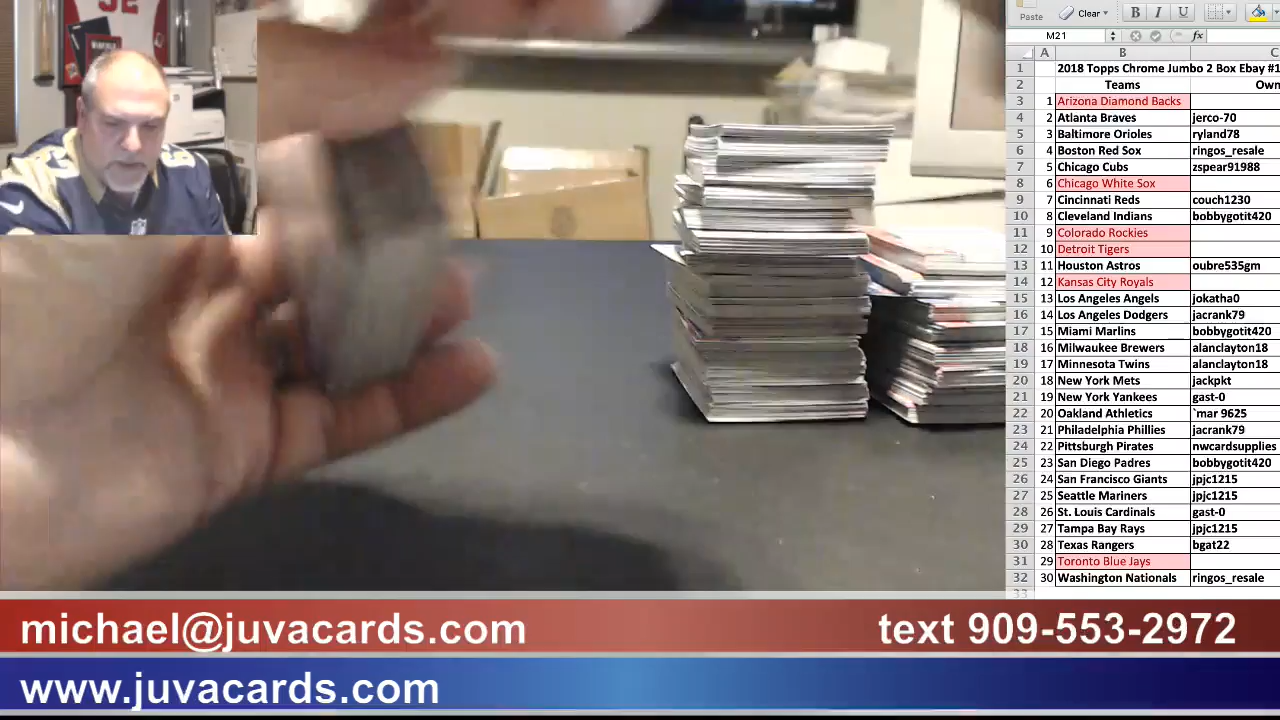 Paste
Clear
B I U
M21
fx
A B C
1 2018 Topps Chrome Jumbo 2 Box Ebay #1
2 Teams Own
3 1 Arizona Diamond Backs
4 2 Atlanta Braves jerco-70
5 3 Baltimore Orioles ryland78
6 4 Boston Red Sox ringos_resale
7 5 Chicago Cubs zspear91988
8 6 Chicago White Sox
9 7 Cincinnati Reds couch1230
10 8 Cleveland Indians bobbygotit420
11 9 Colorado Rockies
12 10 Detroit Tigers
13 11 Houston Astros oubre535gm
14 12 Kansas City Royals
15 13 Los Angeles Angels jokatha0
16 14 Los Angeles Dodgers jacrank79
17 15 Miami Marlins bobbygotit420
18 16 Milwaukee Brewers alanclayton18
19 17 Minnesota Twins alanclayton18
20 18 New York Mets jackpkt
21 19 New York Yankees gast-0
22 20 Oakland Athletics `mar 9625
23 21 Philadelphia Phillies jacrank79
24 22 Pittsburgh Pirates nwcardsupplies
25 23 San Diego Padres bobbygotit420
26 24 San Francisco Giants jpjc1215
27 25 Seattle Mariners jpjc1215
28 26 St. Louis Cardinals gast-0
29 27 Tampa Bay Rays jpjc1215
30 28 Texas Rangers bgat22
31 29 Toronto Blue Jays
32 30 Washington Nationals ringos_resale
33
michael@juvacards.com
text 909-553-2972
www.juvacards.com